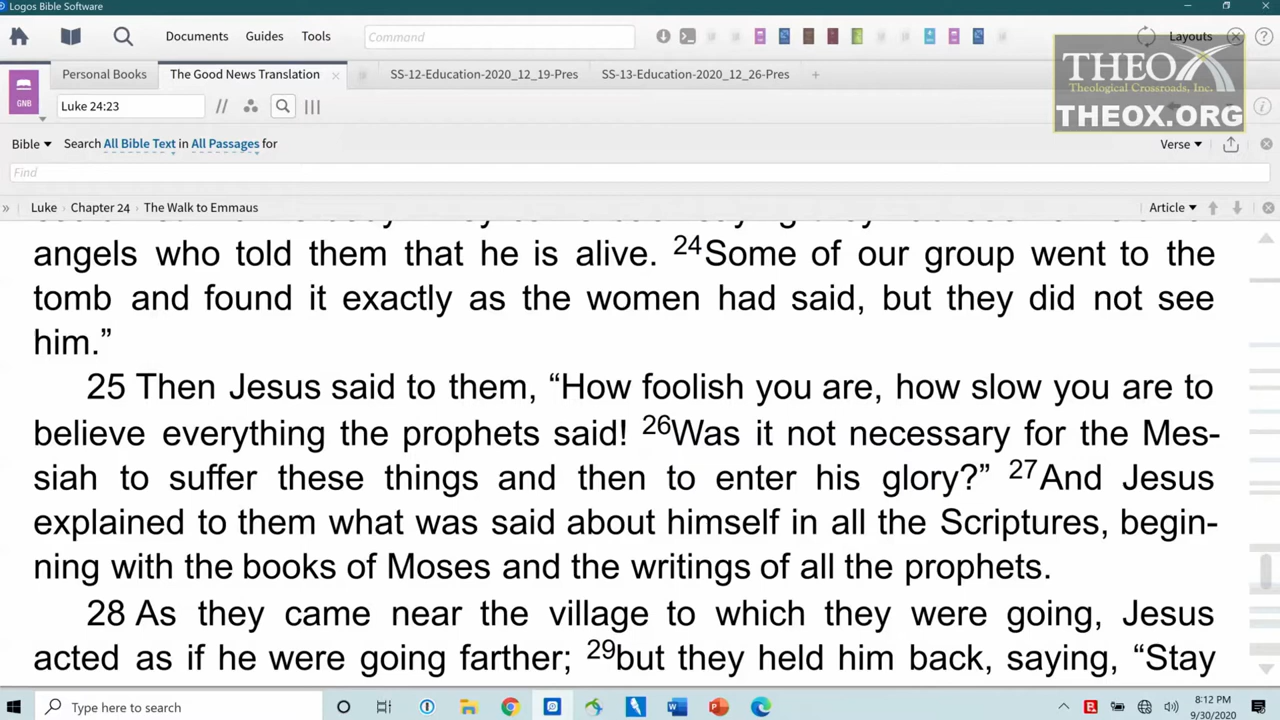 Logos Bible Software
Documents Guides Tools Command Layouts
THEOX
Theological Crossroads, Inc.
THEOX.ORG
Personal Books The Good News Translation SS-12-Education-2020_12_19-Pres SS-13-Education-2020_12_26-Pres
GNB
Luke 24:23
Bible Search All Bible Text in All Passages for Verse
Find
Luke Chapter 24 The Walk to Emmaus Article
angels who told them that he is alive. 24Some of our group went to the
tomb and found it exactly as the women had said, but they did not see
him.”
25 Then Jesus said to them, “How foolish you are, how slow you are to
believe everything the prophets said! 26Was it not necessary for the Mes-
siah to suffer these things and then to enter his glory?” 27And Jesus
explained to them what was said about himself in all the Scriptures, begin-
ning with the books of Moses and the writings of all the prophets.
28 As they came near the village to which they were going, Jesus
acted as if he were going farther; 29but they held him back, saying, “Stay
Type here to search
8:12 PM
9/30/2020